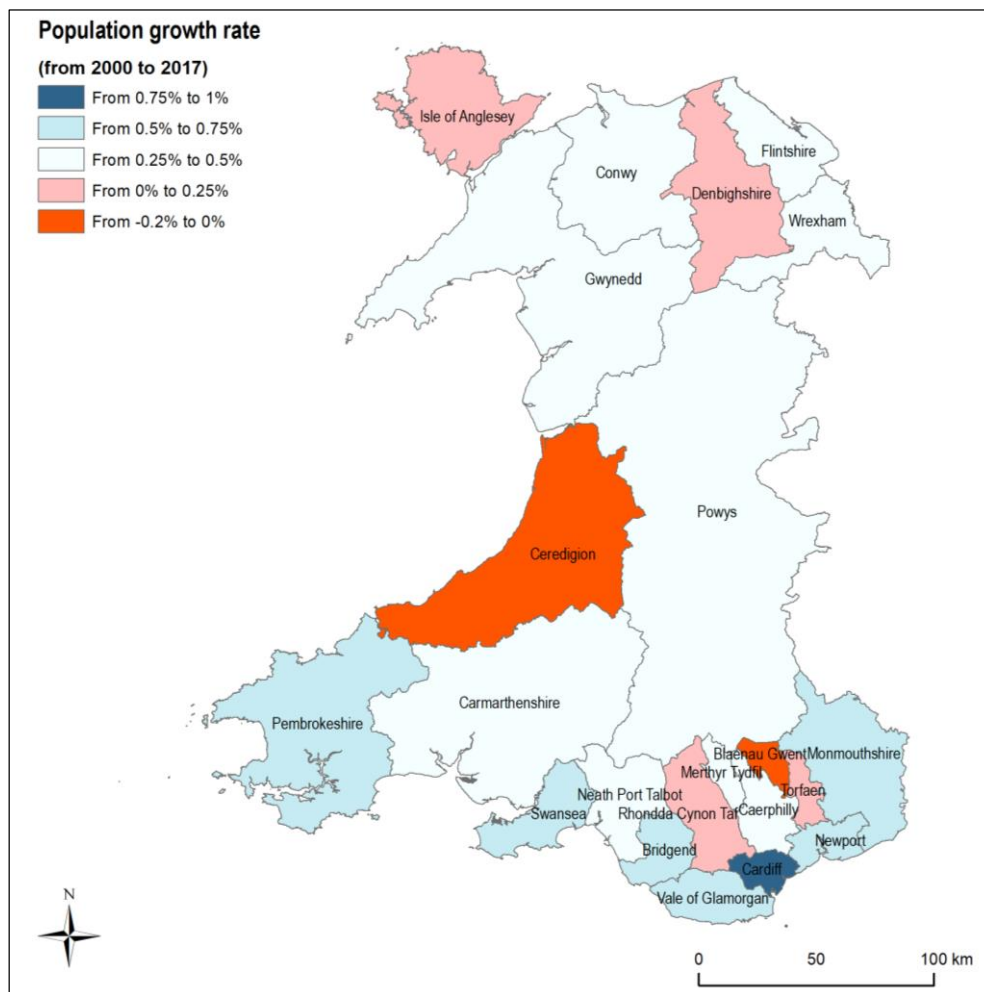 Population growth rate
(from 2000 to 2017)
From 0.75% to 1%
From 0.5% to 0.75%
From 0.25% to 0.5%
From 0% to 0.25%
From -0.2% to 0%
Isle of Anglesey
Flintshire
Conwy
Denbighshire
Wrexham
Gwynedd
Powys
Ceredigion
Carmarthenshire
Pembrokeshire
Blaenau Gwent
Monmouthshire
Merthyr Tydfil
Neath Port Talbot
Torfaen
Swansea
Rhondda Cynon Taf
Caerphilly
Bridgend
Newport
Cardiff
Vale of Glamorgan
N
0 50 100 km